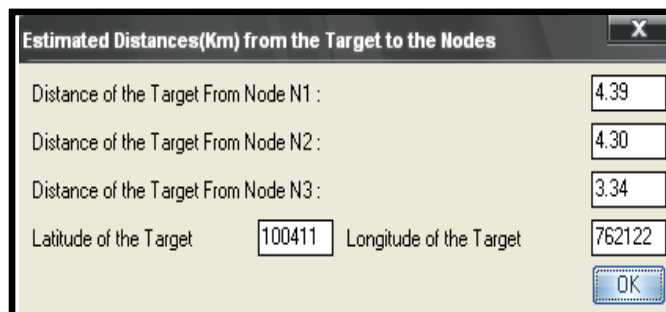 Estimated Distances(Km) from the Target to the Nodes X
Distance of the Target From Node N1 : 4.39
Distance of the Target From Node N2 : 4.30
Distance of the Target From Node N3 : 3.34
Latitude of the Target 100411 Longitude of the Target 762122
OK